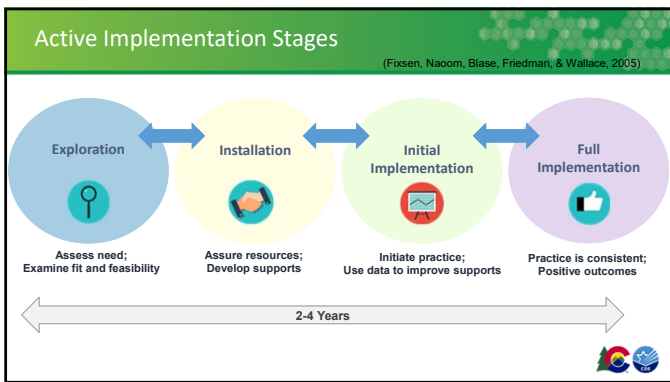 Active Implementation Stages
(Fixsen, Naoom, Blase, Friedman, & Wallace, 2005)
Exploration
Installation
Initial
Implementation
Full
Implementation
Assess need;
Examine fit and feasibility
Assure resources;
Develop supports
Initiate practice;
Use data to improve supports
Practice is consistent;
Positive outcomes
2-4 Years
CDE